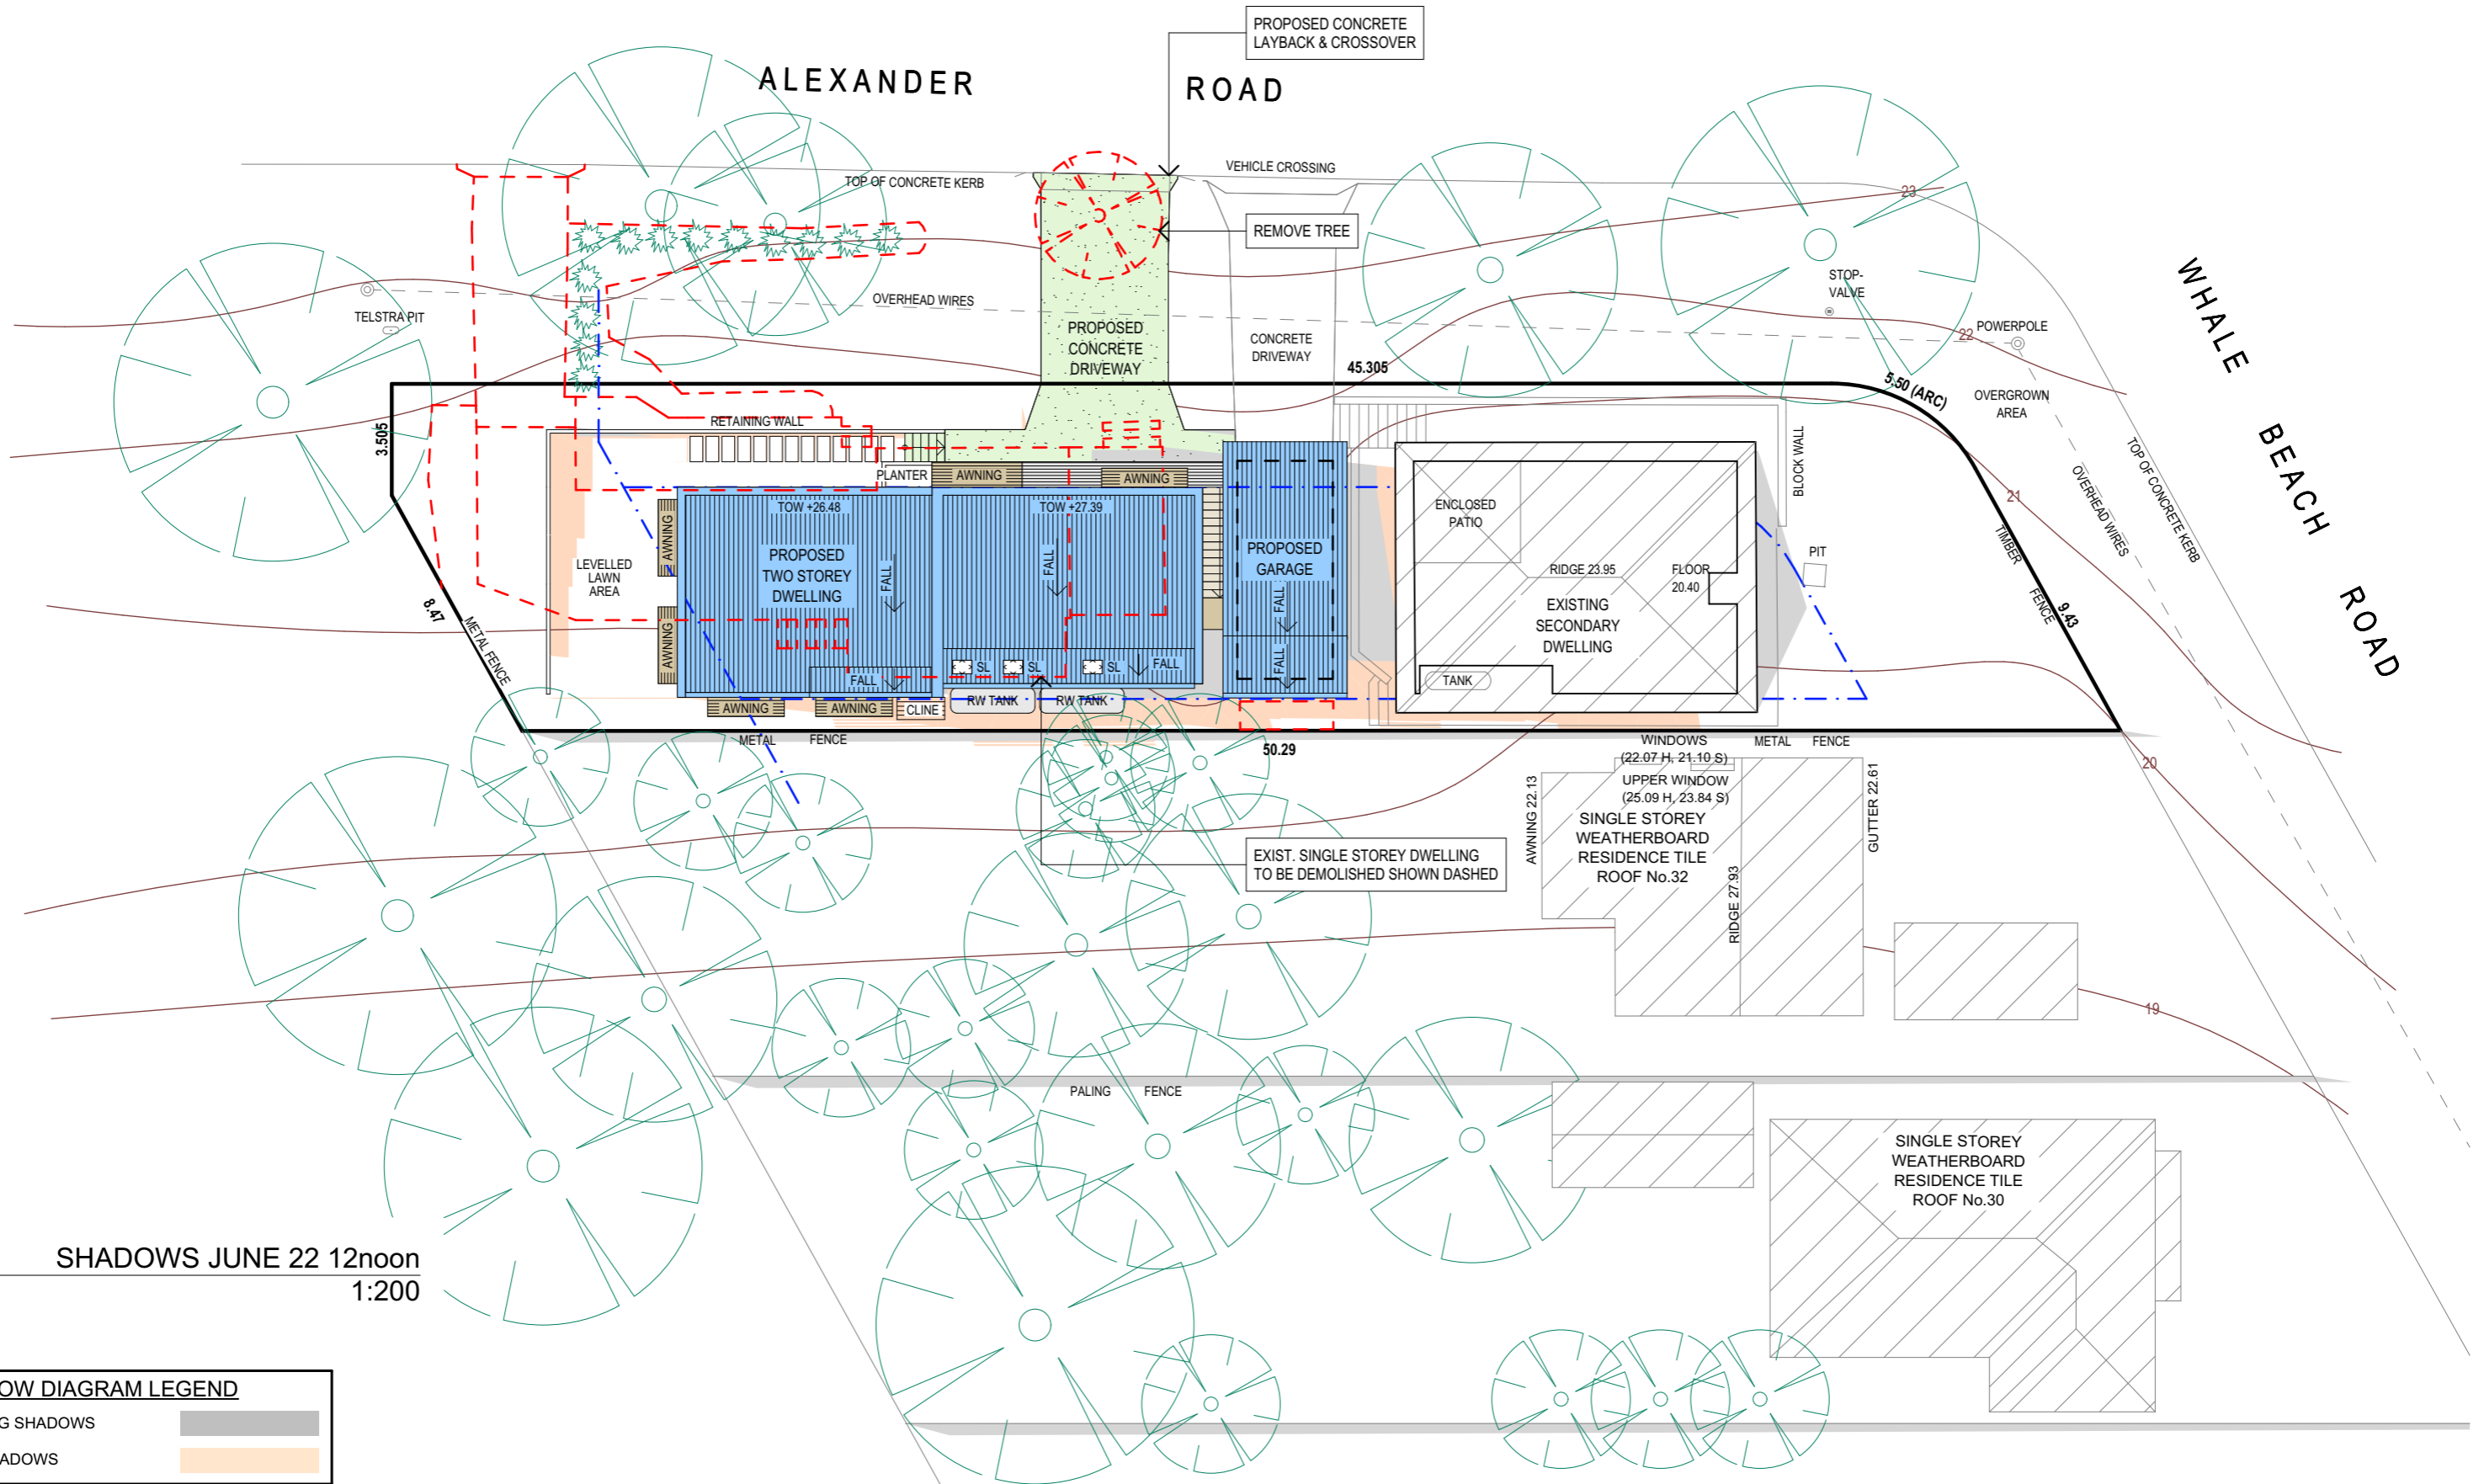 PROPOSED CONCRETE
LAYBACK & CROSSOVER
ALEXANDER ROAD
VEHICLE CROSSING
TOP OF CONCRETE KERB
23
REMOVE TREE
STOP-
VALVE
OVERHEAD WIRES
TELSTRA PIT
PROPOSED
CONCRETE
DRIVEWAY
CONCRETE
DRIVEWAY
22
POWERPOLE
WHALE BEACH ROAD
45.305
5.50 (ARC)
OVERGROWN
AREA
3.505
RETAINING WALL
BLOCK WALL
TOP OF CONCRETE KERB
OVERHEAD WIRES
PLANTER
AWNING
AWNING
21
TOW +26.48
TOW +27.39
ENCLOSED
PATIO
AWNING
TIMBER
FENCE
PROPOSED
TWO STOREY
DWELLING
FALL
FALL
PROPOSED
GARAGE
PIT
LEVELLED
LAWN
AREA
RIDGE 23.95
FLOOR
20.40
8.47
METAL FENCE
AWNING
FALL
EXISTING
SECONDARY
DWELLING
9.43
FALL
SL
SL
SL
FALL
FALL
TANK
AWNING
AWNING
CLINE
RW TANK
RW TANK
METAL FENCE
50.29
WINDOWS
(22.07 H, 21.10 S)
METAL FENCE
UPPER WINDOW
(25.09 H, 23.84 S)
20
AWNING 22.13
GUTTER 22.61
SINGLE STOREY
WEATHERBOARD
RESIDENCE TILE
ROOF No.32
RIDGE 27.93
EXIST. SINGLE STOREY DWELLING
TO BE DEMOLISHED SHOWN DASHED
19
PALING FENCE
SINGLE STOREY
WEATHERBOARD
RESIDENCE TILE
ROOF No.30
SHADOWS JUNE 22 12noon
1:200
OW DIAGRAM LEGEND
G SHADOWS
ADOWS